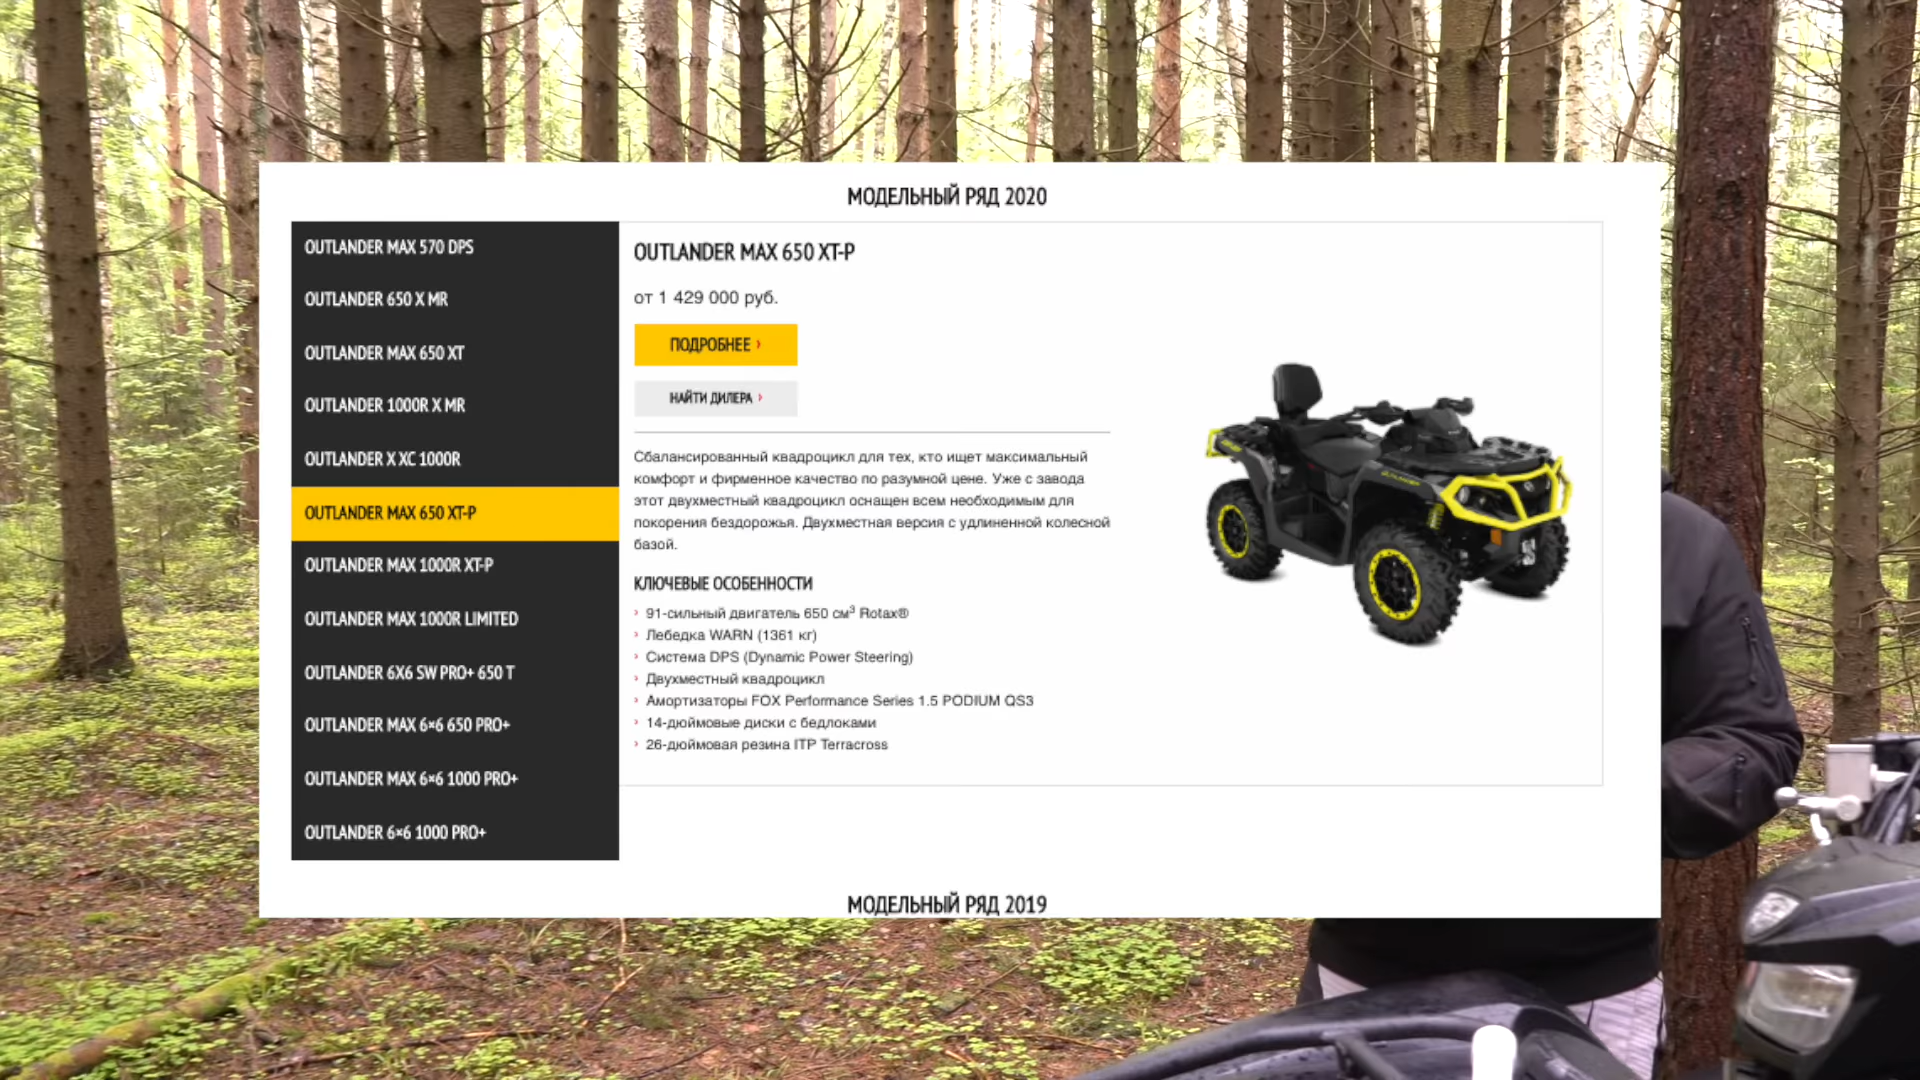 МОДЕЛЬНЫЙ РЯД 2020
OUTLANDER MAX 570 DPS
OUTLANDER 650 X MR
OUTLANDER MAX 650 XT
OUTLANDER 1000R X MR
OUTLANDER X XC 1000R
OUTLANDER MAX 650 XT-P
OUTLANDER MAX 1000R XT-P
OUTLANDER MAX 1000R LIMITED
OUTLANDER 6X6 SW PRO+ 650 T
OUTLANDER MAX 6×6 650 PRO+
OUTLANDER MAX 6×6 1000 PRO+
OUTLANDER 6×6 1000 PRO+
OUTLANDER MAX 650 XT-P
от 1 429 000 руб.
ПОДРОБНЕЕ ›
НАЙТИ ДИЛЕРА ›
Сбалансированный квадроцикл для тех, кто ищет максимальный
комфорт и фирменное качество по разумной цене. Уже с завода
этот двухместный квадроцикл оснащен всем необходимым для
покорения бездорожья. Двухместная версия с удлиненной колесной
базой.
КЛЮЧЕВЫЕ ОСОБЕННОСТИ
› 91-сильный двигатель 650 см³ Rotax®
› Лебедка WARN (1361 кг)
› Система DPS (Dynamic Power Steering)
› Двухместный квадроцикл
› Амортизаторы FOX Performance Series 1.5 PODIUM QS3
› 14-дюймовые диски с бедлоками
› 26-дюймовая резина ITP Terracross
МОДЕЛЬНЫЙ РЯД 2019